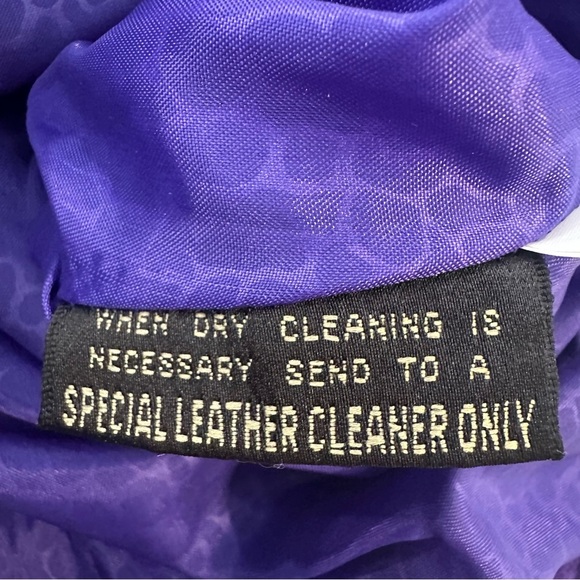 WHEN DRY CLEANING IS
NECESSARY SEND TO A
SPECIAL LEATHER CLEANER ONLY